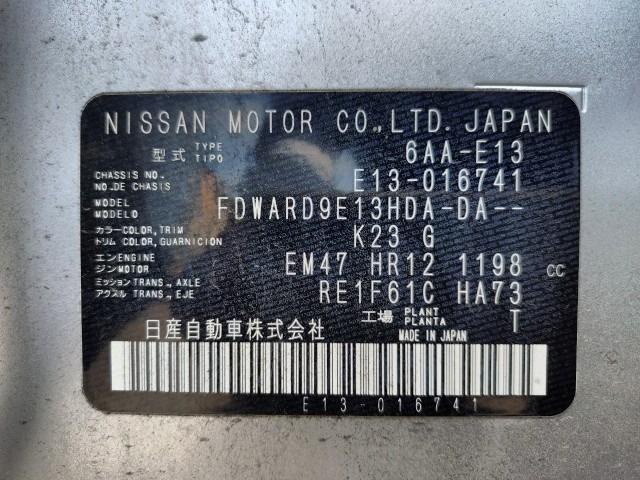 NISSAN MOTOR CO.,LTD. JAPAN
型式 TYPE TIPO 6AA-E13
CHASSIS NO. NO.DE CHASIS E13-016741
MODEL MODELO FDWARD9E13HDA-DA--
カラー COLOR,TRIM トリム COLOR,GUARNICION K23 G
エンジン ENGINE MOTOR EM47 HR12 1198 CC
ミッション TRANS.,AXLE アクスル TRANS.,EJE RE1F61C HA73
工場 PLANT PLANTA T
日産自動車株式会社 MADE IN JAPAN
E13-016741